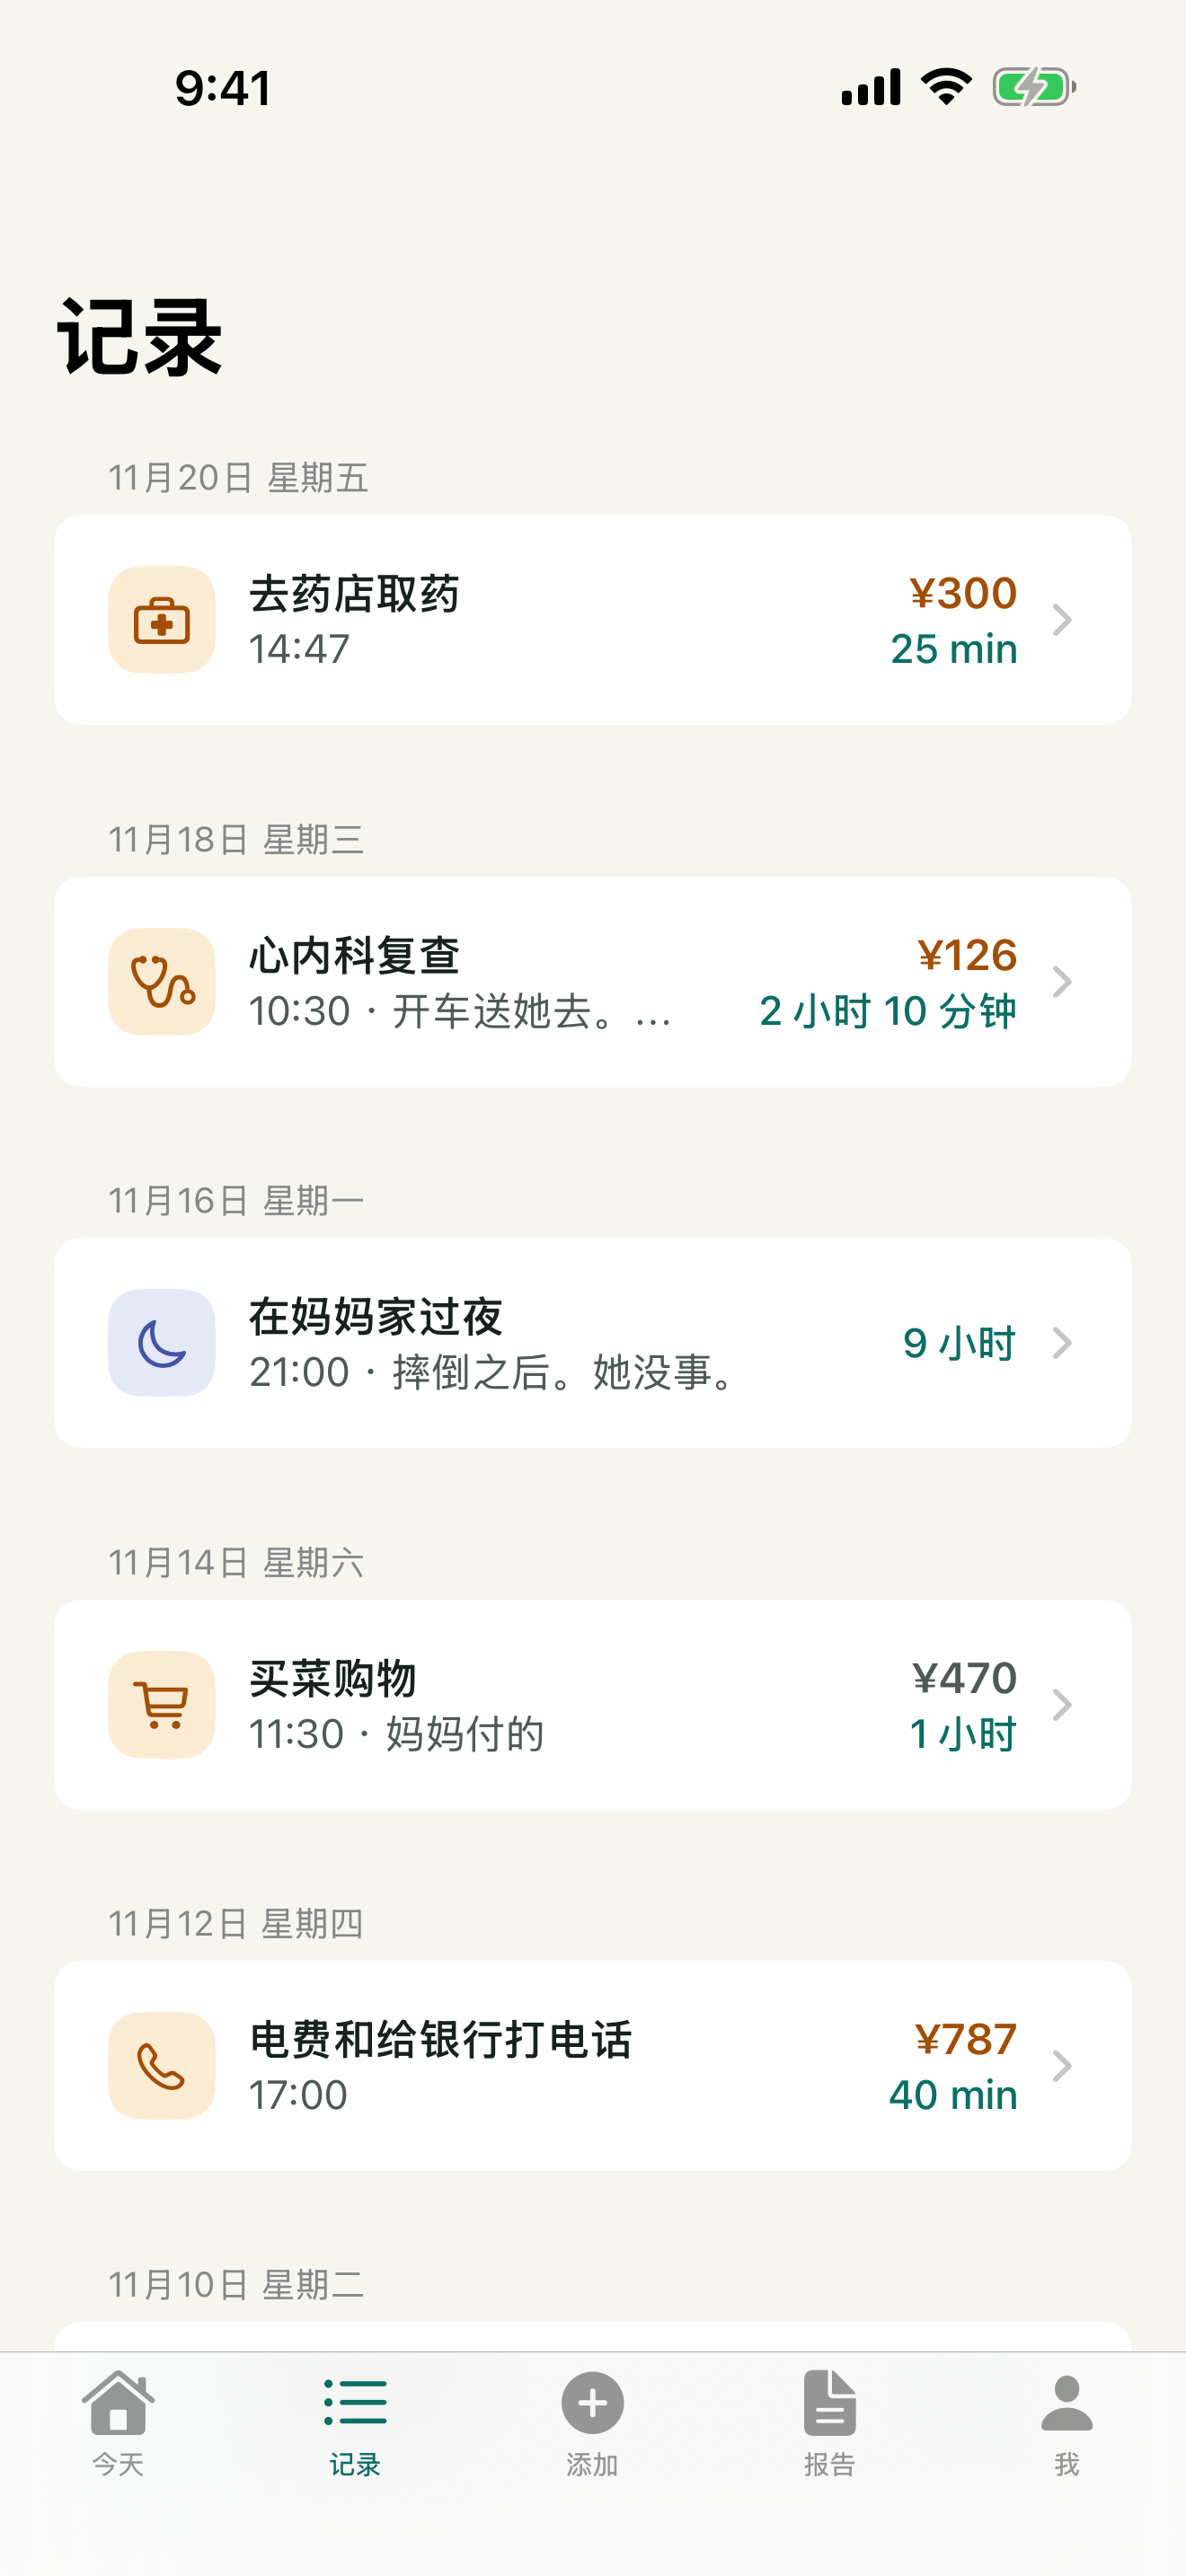 9:41
记录
11月20日 星期五
去药店取药
¥300
14:47
25 min
11月18日 星期三
心内科复查
¥126
10:30 · 开车送她去。...
2 小时 10 分钟
11月16日 星期一
在妈妈家过夜
9 小时
21:00 · 摔倒之后。她没事。
11月14日 星期六
买菜购物
¥470
11:30 · 妈妈付的
1 小时
11月12日 星期四
电费和给银行打电话
¥787
17:00
40 min
11月10日 星期二
今天
记录
添加
报告
我